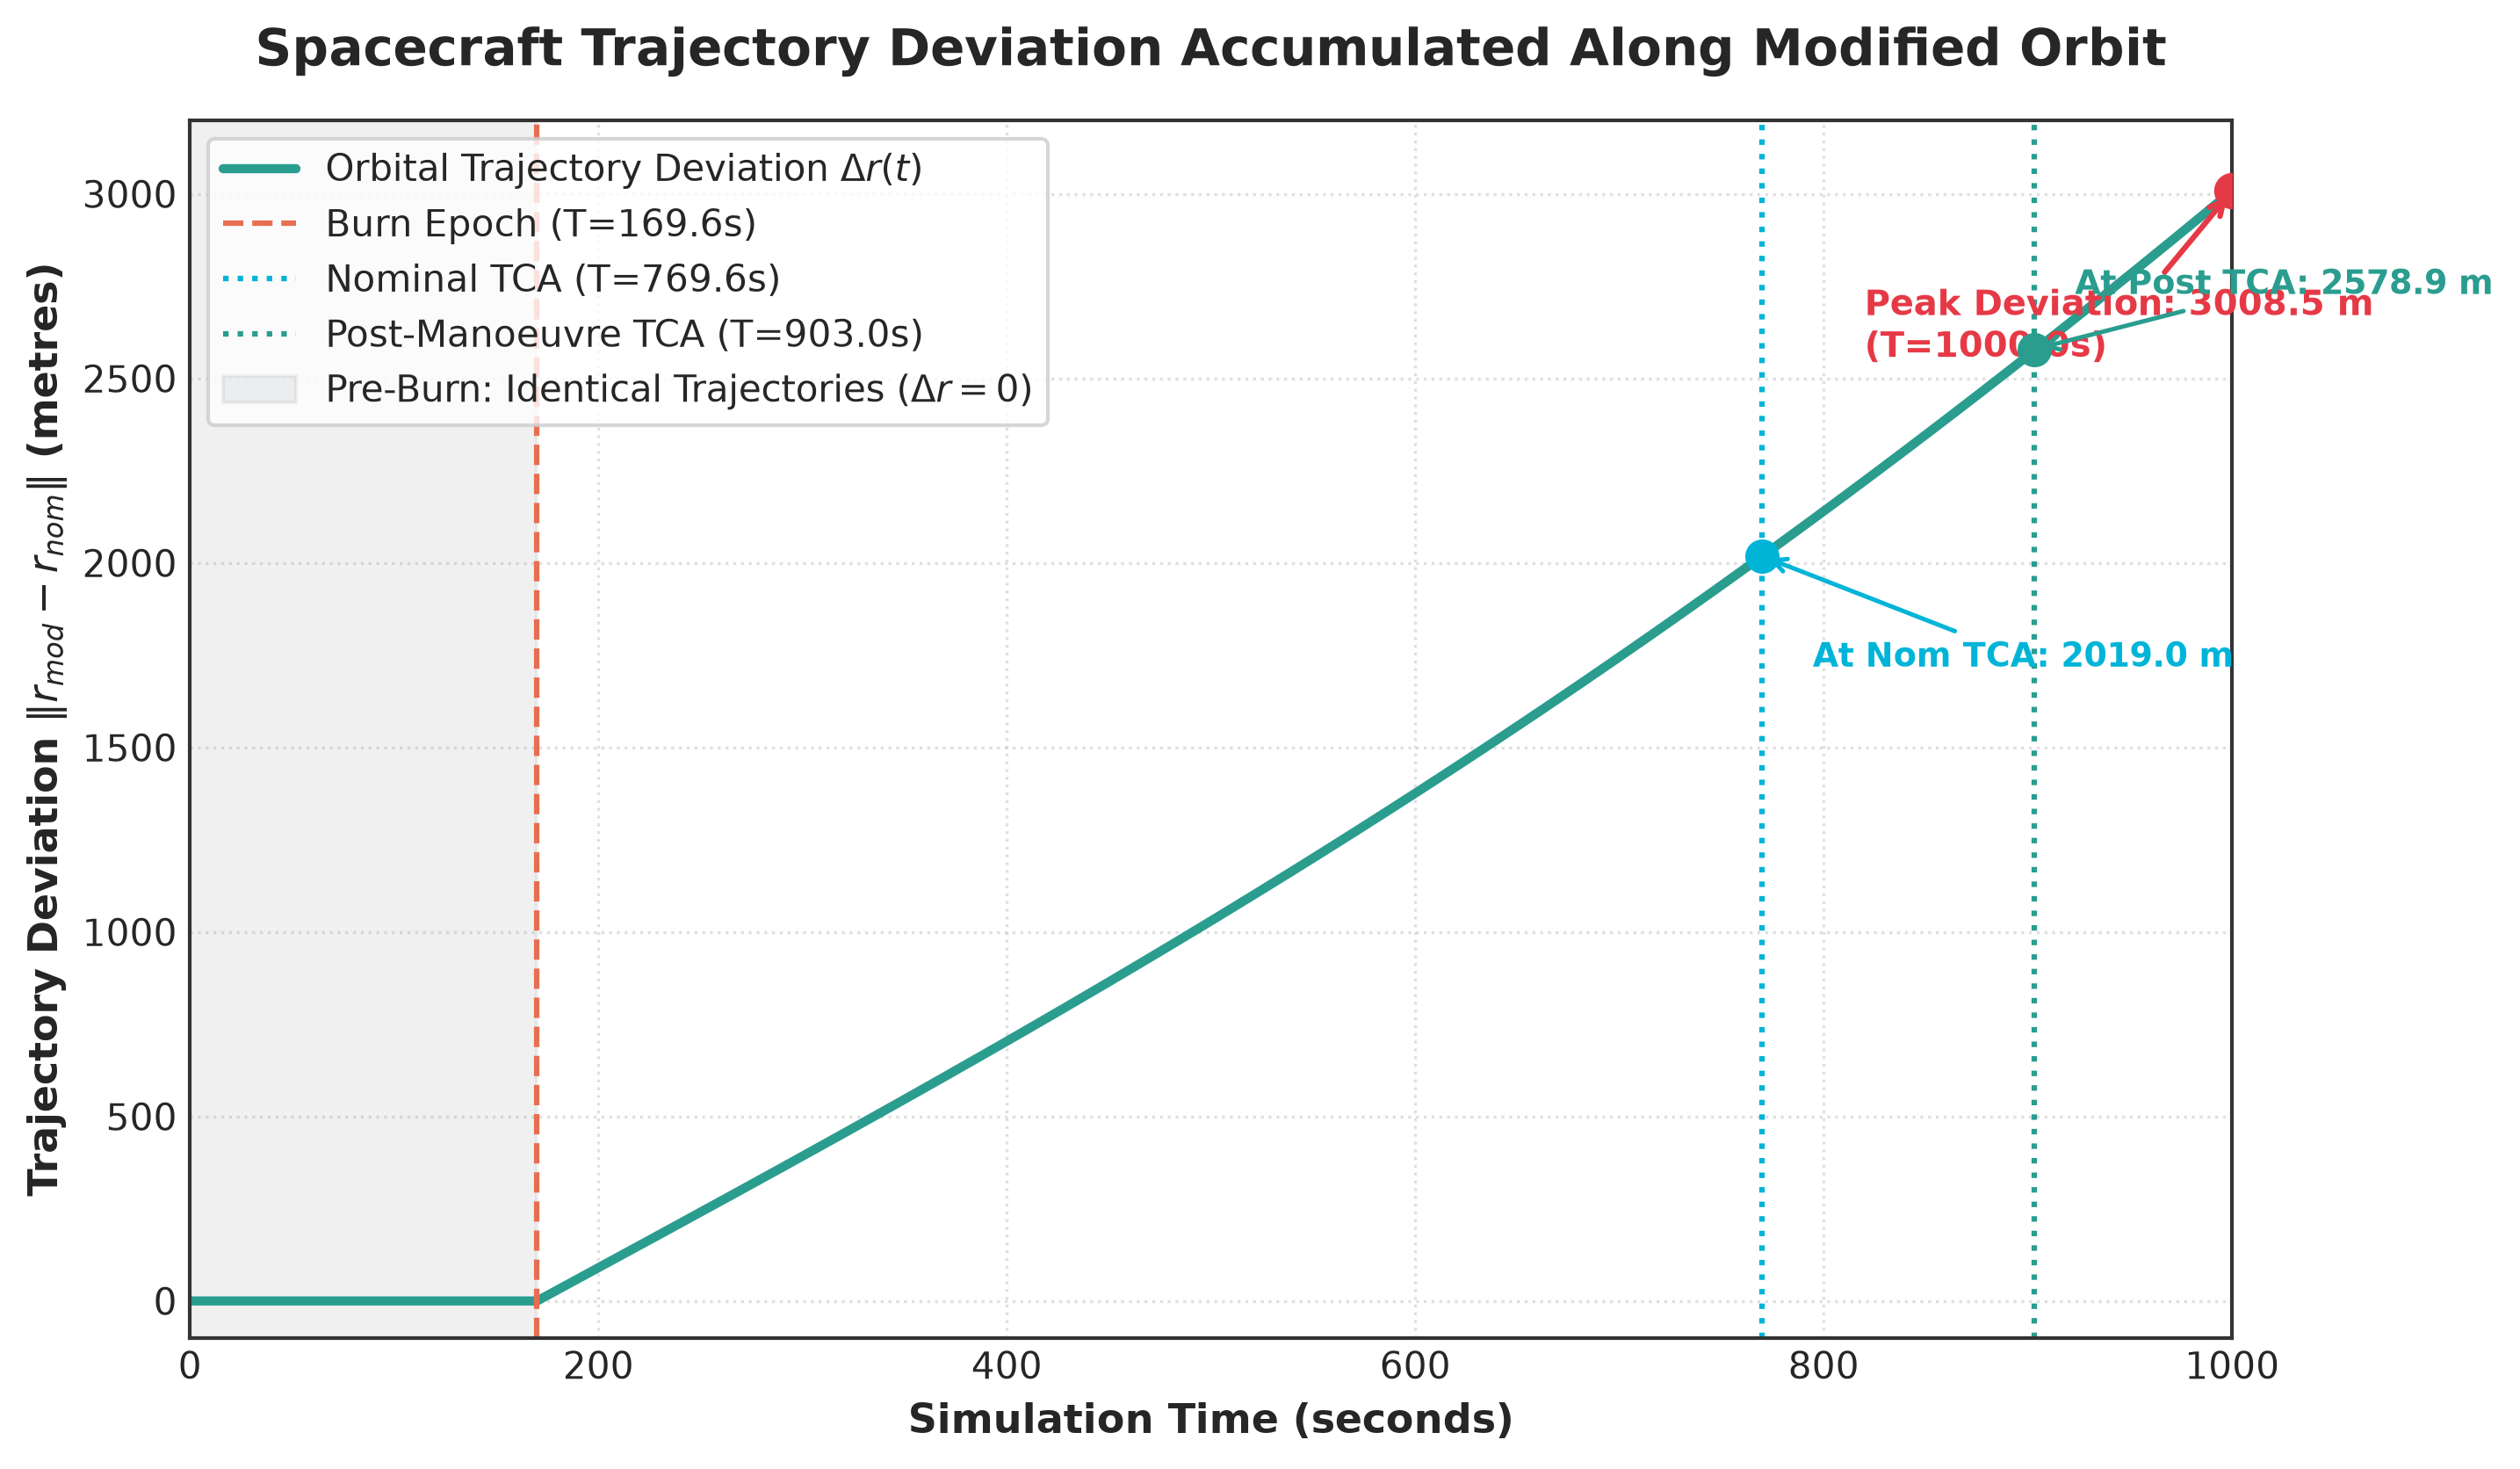 Spacecraft Trajectory Deviation Accumulated Along Modified Orbit
Trajectory Deviation ‖r_mod − r_nom‖ (metres)
3000
2500
2000
1500
1000
500
0
Orbital Trajectory Deviation Δr(t)
Burn Epoch (T=169.6s)
Nominal TCA (T=769.6s)
Post-Manoeuvre TCA (T=903.0s)
Pre-Burn: Identical Trajectories (Δr = 0)
At Post TCA: 2578.9 m
Peak Deviation: 3008.5 m
(T=1000.0s)
At Nom TCA: 2019.0 m
0
200
400
600
800
1000
Simulation Time (seconds)